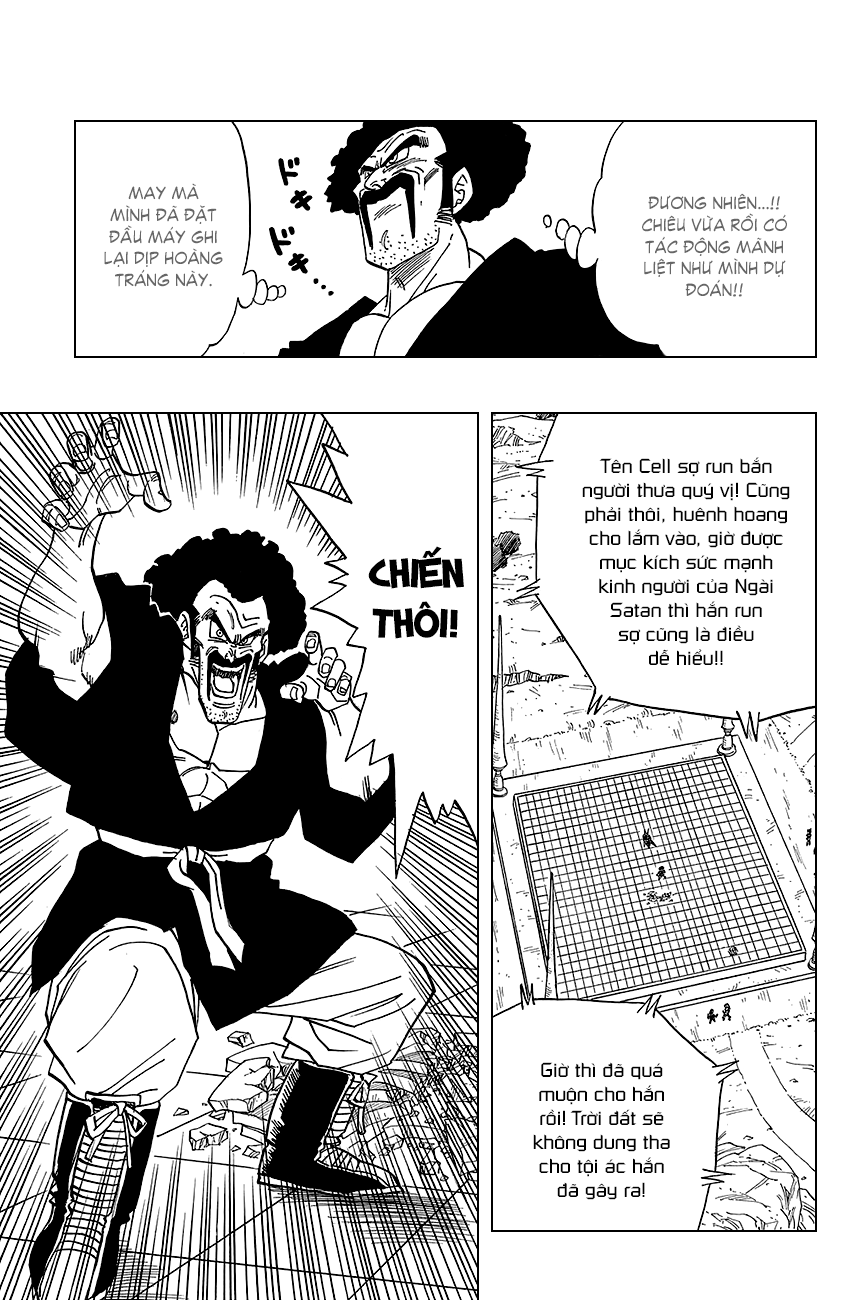 ĐƯƠNG NHIÊN...!!
CHIÊU VỪA RỒI CÓ
TÁC ĐỘNG MÃNH
LIỆT NHƯ MÌNH DỰ
ĐOÁN!!
ドキ
ドキ...
MAY MÀ
MÌNH ĐÃ ĐẶT
ĐẦU MÁY GHI
LẠI DỊP HOÀNG
TRÁNG NÀY.
Tên Cell sợ run bắn
người thưa quý vị! Cũng
phải thôi, huênh hoang
cho lắm vào, giờ được
mục kích sức mạnh
kinh người của Ngài
Satan thì hắn run
sợ cũng là điều
dễ hiểu!!
Giờ thì đã quá
muộn cho hắn
rồi! Trời đất sẽ
không dung tha
cho tội ác hắn
đã gây ra!
CHIẾN
THÔI!